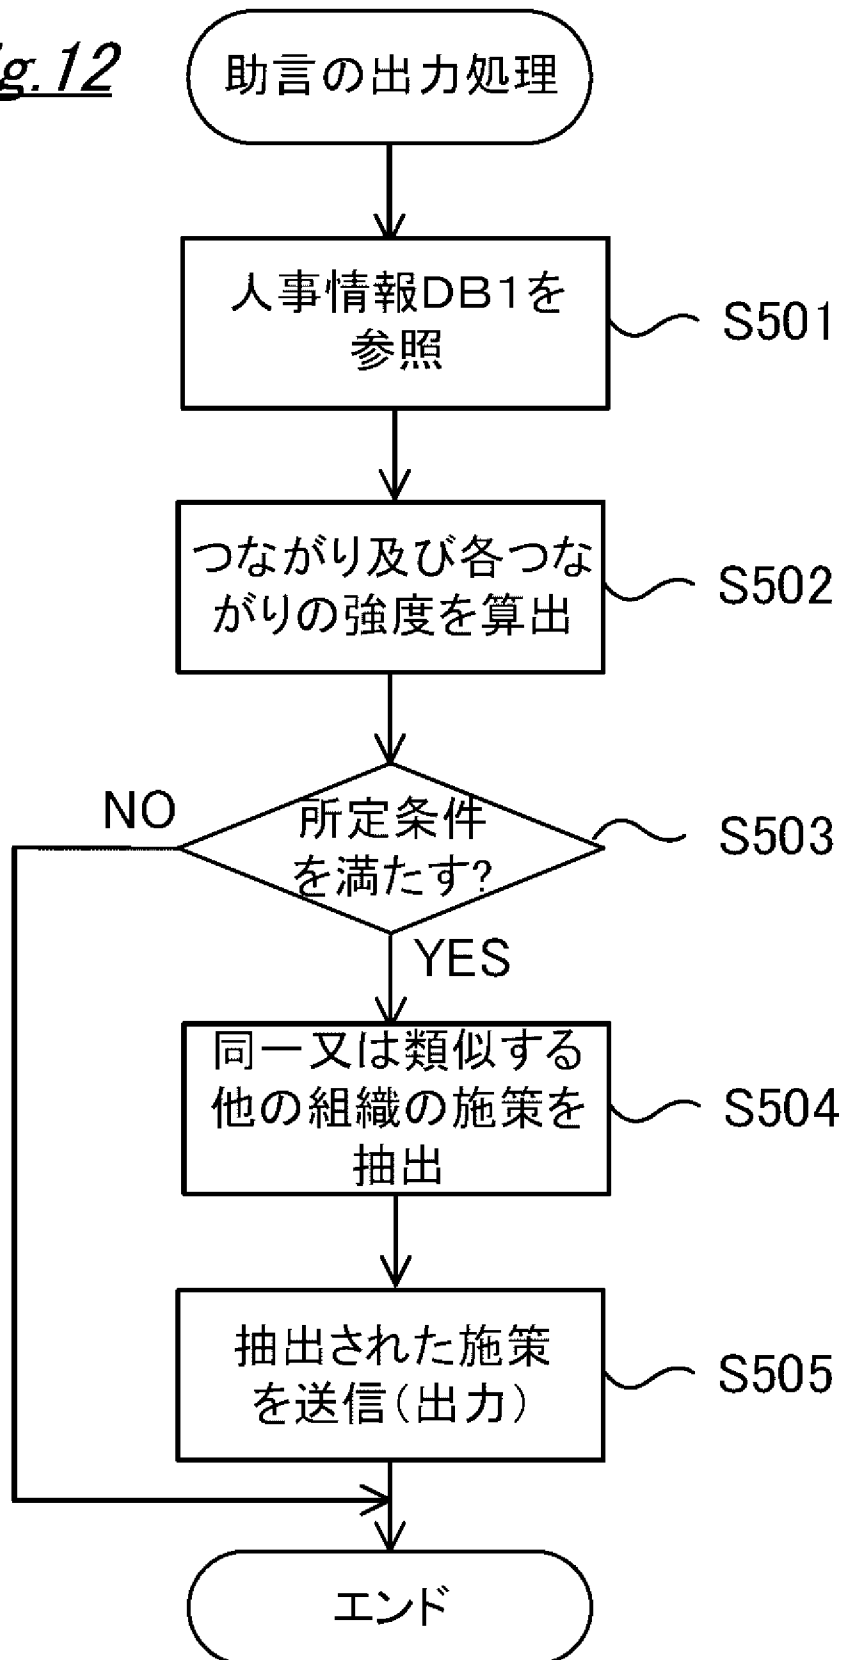 ig.12
助言の出力処理
人事情報DB1を
参照
S501
つながり及び各つな
がりの強度を算出
S502
所定条件
を満たす?
S503
NO
YES
同一又は類似する
他の組織の施策を
抽出
S504
抽出された施策
を送信(出力)
S505
エンド